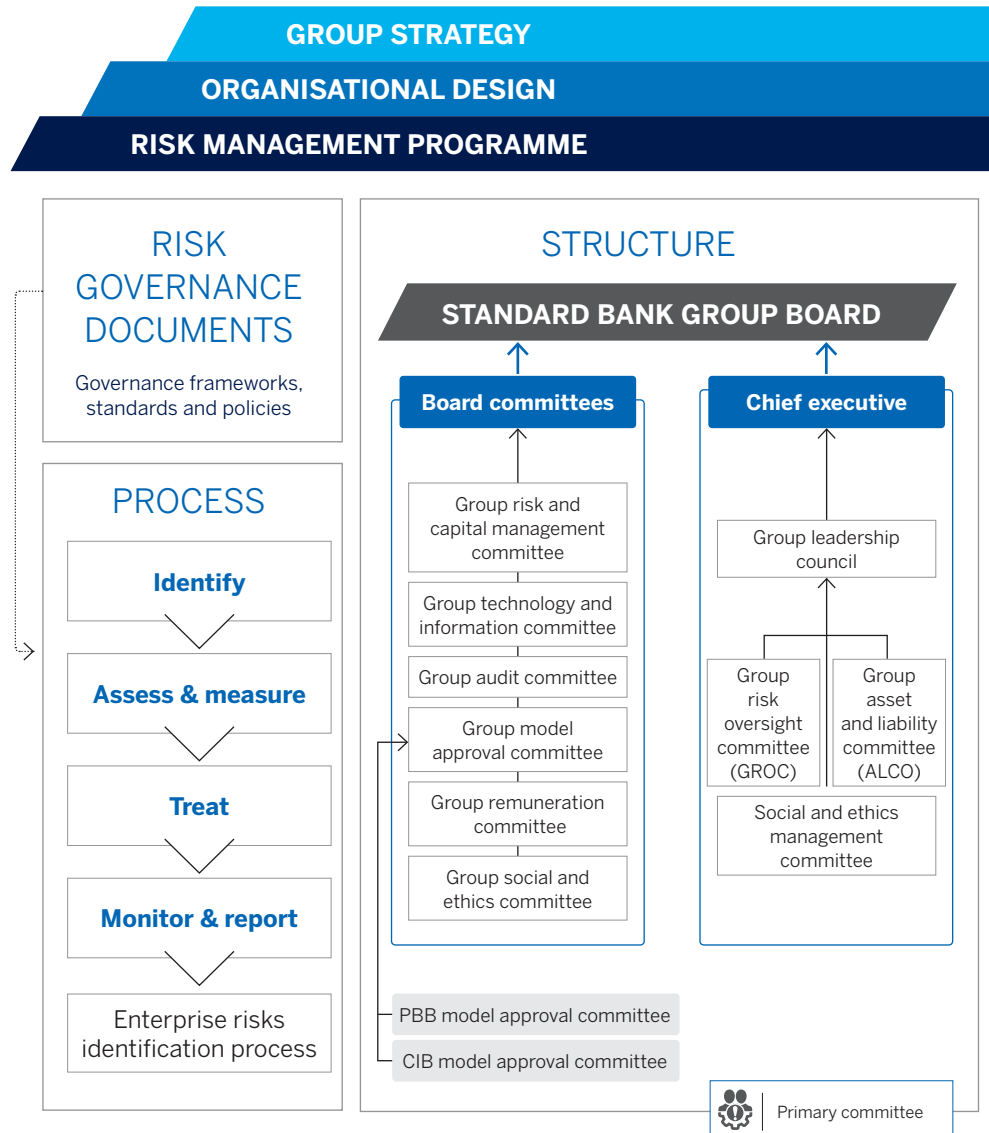 GROUP STRATEGY
ORGANISATIONAL DESIGN
RISK MANAGEMENT PROGRAMME
RISK
GOVERNANCE
DOCUMENTS
Governance frameworks,
standards and policies
PROCESS
Identify
Assess & measure
Treat
Monitor & report
Enterprise risks
identification process
STRUCTURE
STANDARD BANK GROUP BOARD
Board committees
Group risk and
capital management
committee
Group technology and
information committee
Group audit committee
Group model
approval committee
Group remuneration
committee
Group social and
ethics committee
PBB model approval committee
CIB model approval committee
Chief executive
Group leadership
council
Group
risk
oversight
committee
(GROC)
Group
asset
and liability
committee
(ALCO)
Social and ethics
management
committee
Primary committee